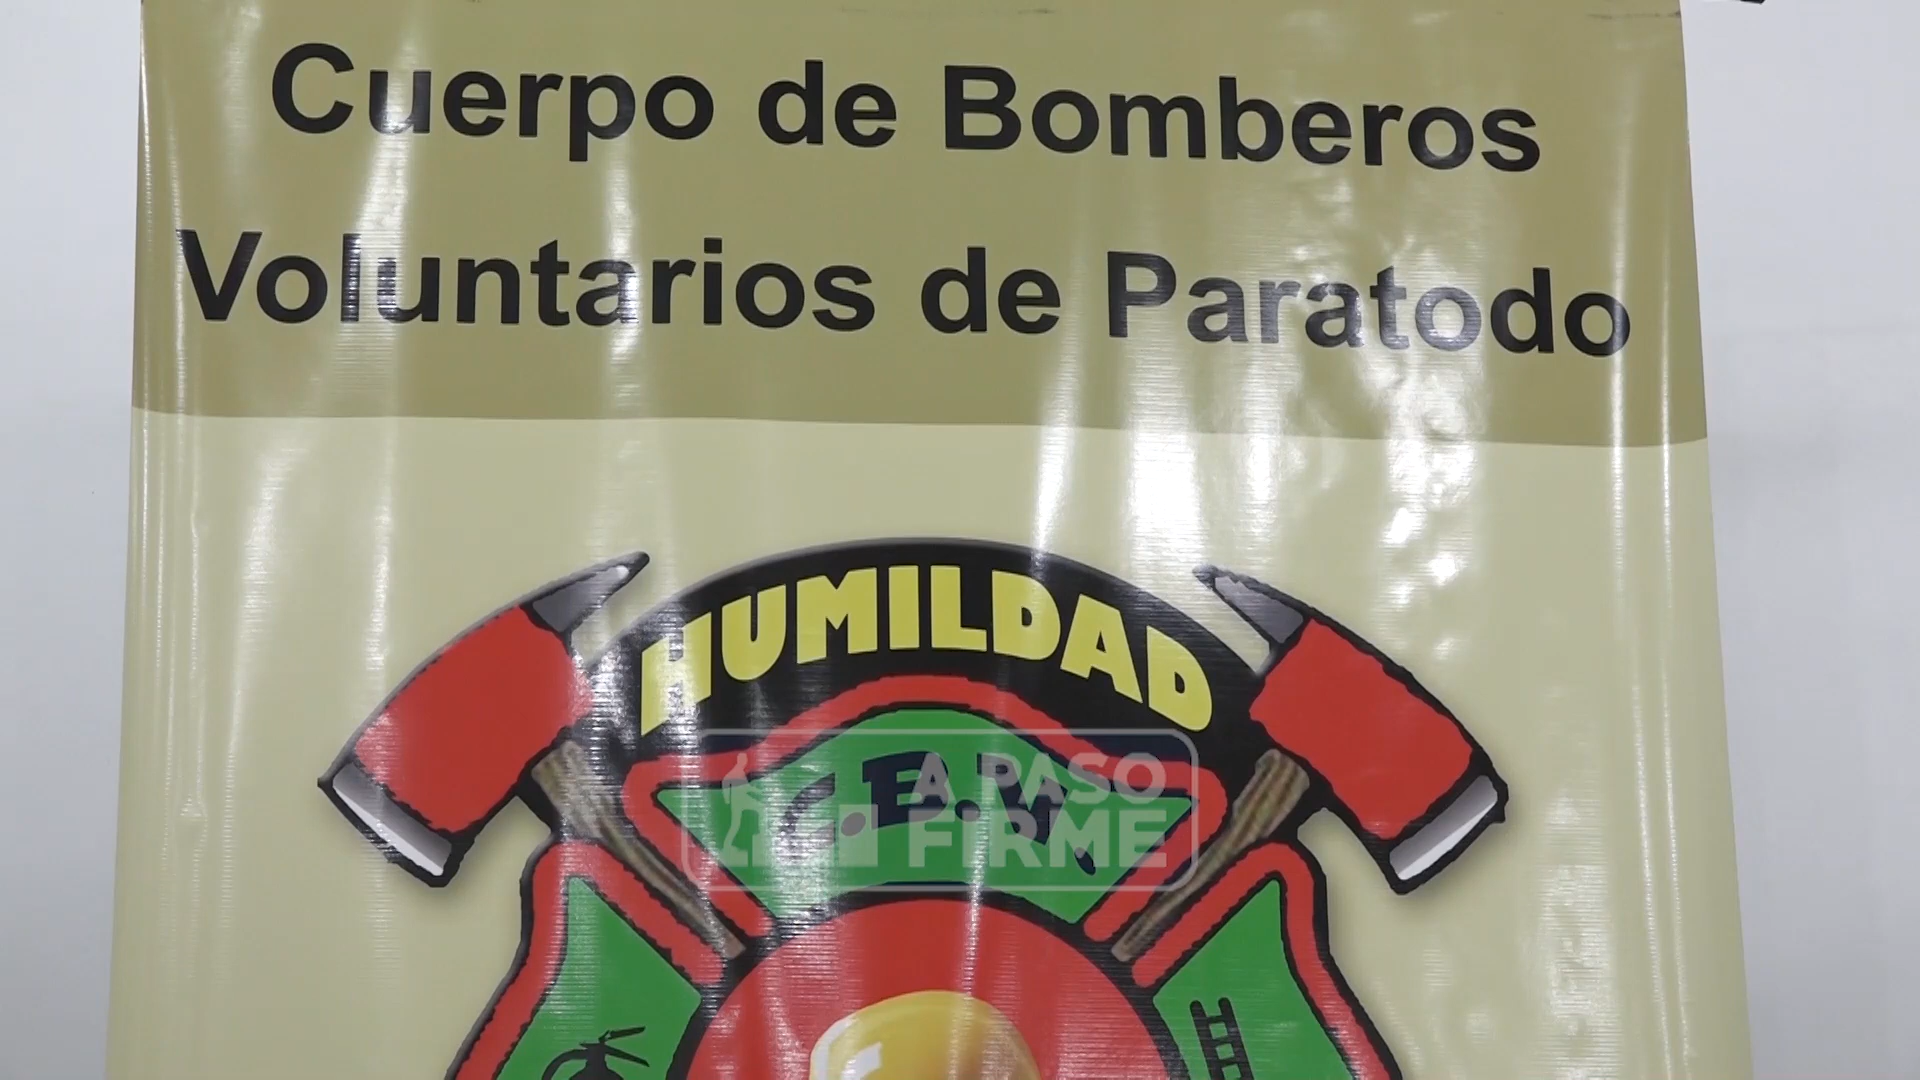 Cuerpo de Bomberos
Voluntarios de Paratodo
HUMILDAD
C.B.V.
A PASO
FIRME